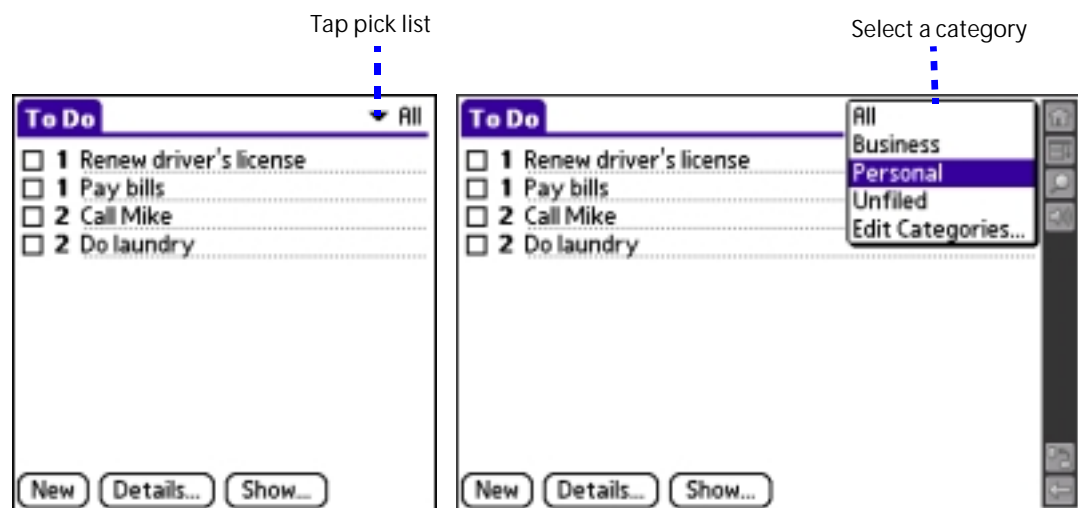 Tap pick list
Select a category
To Do
All
1 Renew driver's license
1 Pay bills
2 Call Mike
2 Do laundry
New
Details...
Show...
To Do
All
Business
Personal
Unfiled
Edit Categories...
1 Renew driver's license
1 Pay bills
2 Call Mike
2 Do laundry
New
Details...
Show...